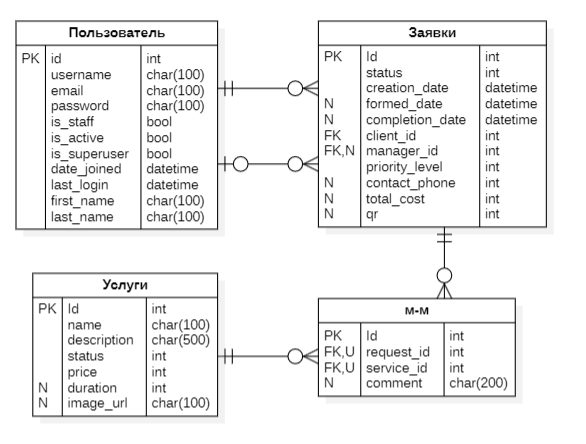 Пользователь
PK id int
username char(100)
email char(100)
password char(100)
is_staff bool
is_active bool
is_superuser bool
date_joined datetime
last_login datetime
first_name char(100)
last_name char(100)
Заявки
PK Id int
status int
creation_date datetime
N formed_date datetime
N completion_date datetime
FK client_id int
FK,N manager_id int
priority_level int
N contact_phone int
N total_cost int
N qr int
Услуги
PK Id int
name char(100)
description char(500)
status int
price int
N duration int
N image_url char(100)
м-м
PK Id int
FK,U request_id int
FK,U service_id int
N comment char(200)